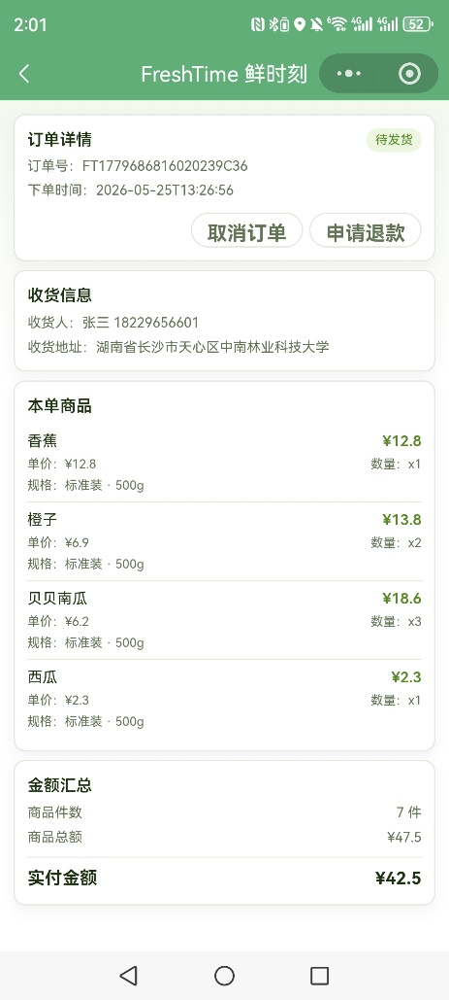 2:01
6 4G 4G 52
FreshTime 鲜时刻
订单详情
待发货
订单号：FT1779686816020239C36
下单时间：2026-05-25T13:26:56
取消订单 申请退款
收货信息
收货人：张三 18229656601
收货地址：湖南省长沙市天心区中南林业科技大学
本单商品
香蕉 ¥12.8
单价：¥12.8 数量：x1
规格：标准装 · 500g
橙子 ¥13.8
单价：¥6.9 数量：x2
规格：标准装 · 500g
贝贝南瓜 ¥18.6
单价：¥6.2 数量：x3
规格：标准装 · 500g
西瓜 ¥2.3
单价：¥2.3 数量：x1
规格：标准装 · 500g
金额汇总
商品件数 7 件
商品总额 ¥47.5
实付金额 ¥42.5